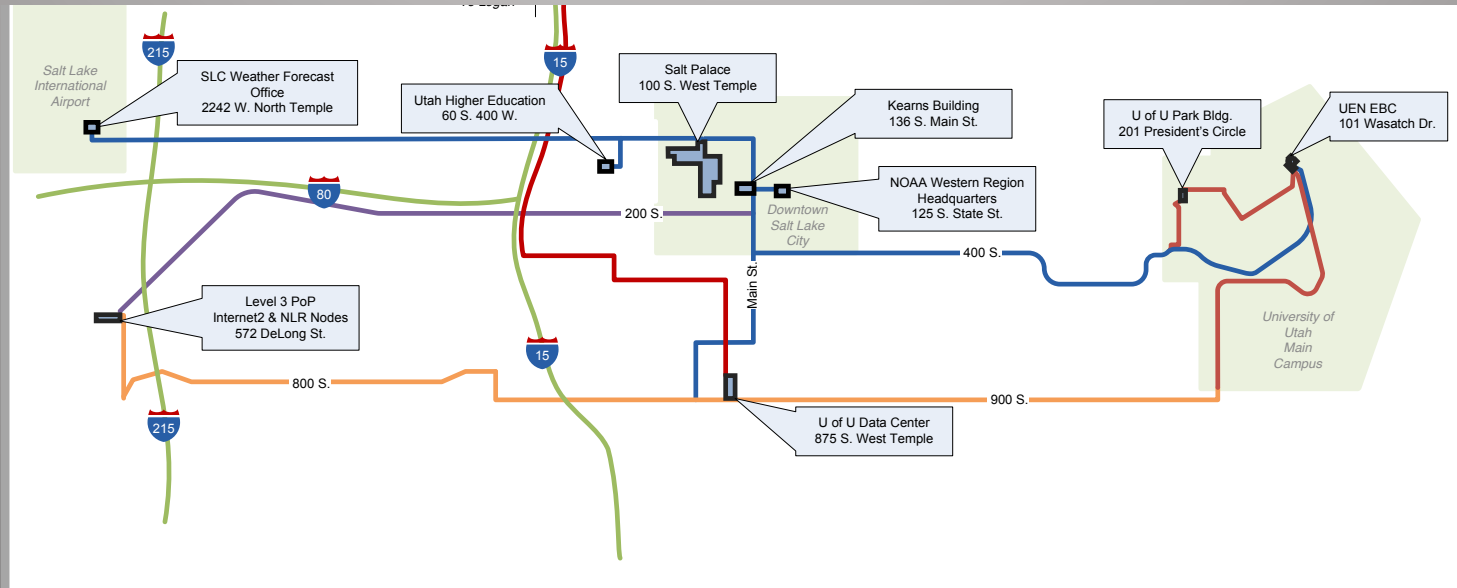 To Logan
215
15
Salt Lake
International
Airport
SLC Weather Forecast
Office
2242 W. North Temple
Utah Higher Education
60 S. 400 W.
Salt Palace
100 S. West Temple
Kearns Building
136 S. Main St.
U of U Park Bldg.
201 President's Circle
UEN EBC
101 Wasatch Dr.
80
NOAA Western Region
Headquarters
125 S. State St.
200 S.
Downtown
Salt Lake
City
400 S.
Main St.
Level 3 PoP
Internet2 & NLR Nodes
572 DeLong St.
University of
Utah
Main
Campus
15
800 S.
900 S.
215
U of U Data Center
875 S. West Temple